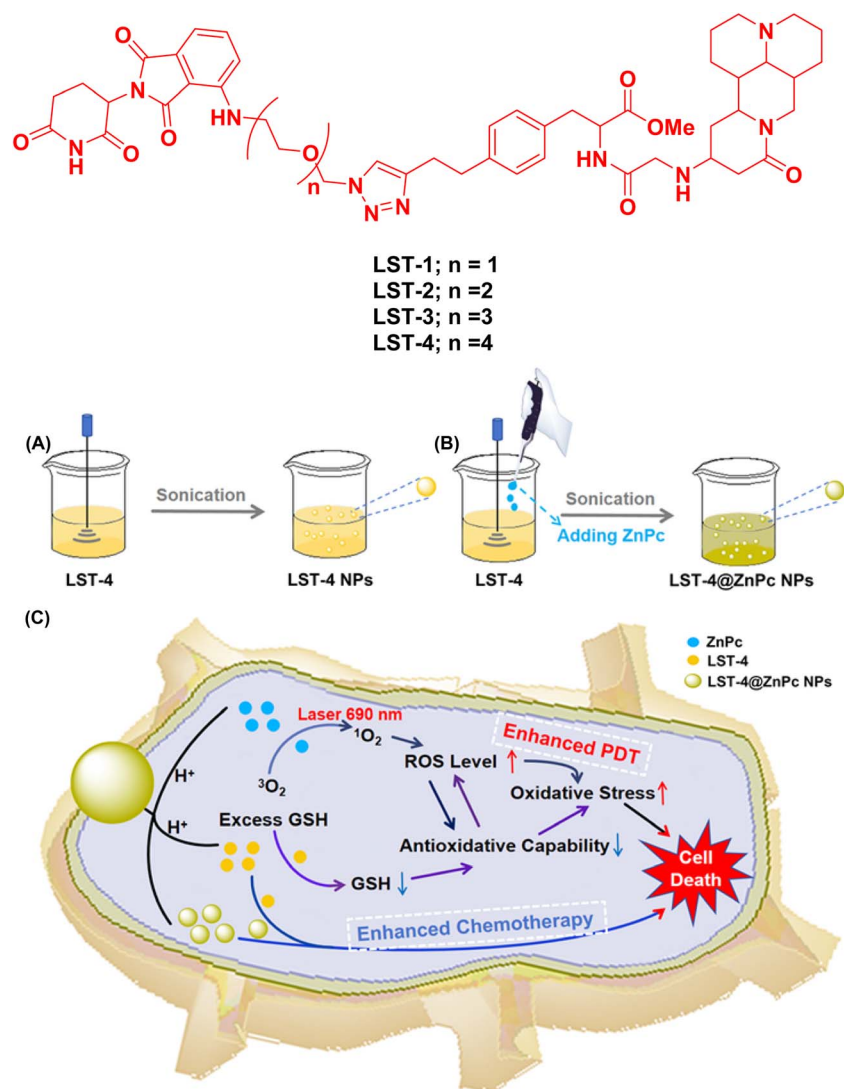 O
N
O
O
NH
O
NH
O
n
N
N=N
O
OMe
HN
O
NH
N
N
O
LST-1; n = 1
LST-2; n =2
LST-3; n =3
LST-4; n =4
(A)
Sonication
LST-4
LST-4 NPs
(B)
Sonication
Adding ZnPc
LST-4
LST-4@ZnPc NPs
(C)
ZnPc
LST-4
LST-4@ZnPc NPs
Laser 690 nm
¹O₂
³O₂
ROS Level
Enhanced PDT
Oxidative Stress
H⁺
H⁺
Excess GSH
Antioxidative Capability
GSH
Cell
Death
Enhanced Chemotherapy